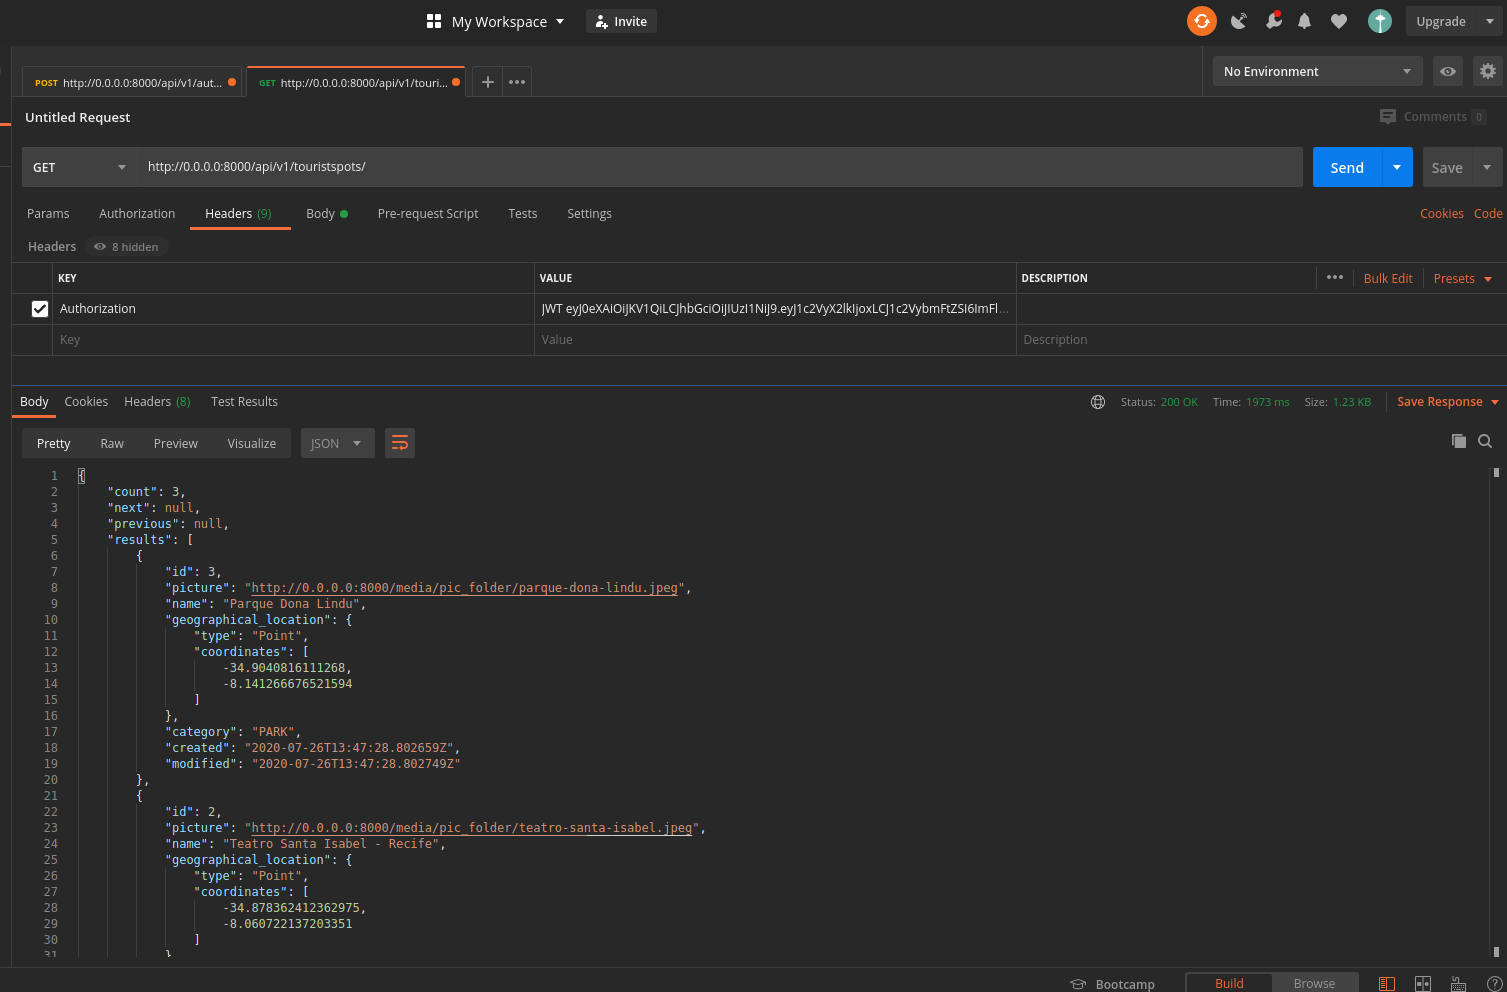 My Workspace
Invite
Upgrade
POST http://0.0.0.0:8000/api/v1/aut...
GET http://0.0.0.0:8000/api/v1/touri...
No Environment
Untitled Request
Comments 0
GET http://0.0.0.0:8000/api/v1/touristspots/
Send
Save
Params Authorization Headers (9) Body Pre-request Script Tests Settings
Cookies Code
Headers 8 hidden
KEY VALUE DESCRIPTION
Bulk Edit Presets
Authorization JWT eyJ0eXAiOiJKV1QiLCJhbGciOiJIUzI1NiJ9.eyJ1c2VyX2lkIjoxLCJ1c2VybmFtZSI6ImFl...
Key Value Description
Body Cookies Headers (8) Test Results
Status: 200 OK Time: 1973 ms Size: 1.23 KB Save Response
Pretty Raw Preview Visualize JSON
1 {
2 "count": 3,
3 "next": null,
4 "previous": null,
5 "results": [
6 {
7 "id": 3,
8 "picture": "http://0.0.0.0:8000/media/pic_folder/parque-dona-lindu.jpeg",
9 "name": "Parque Dona Lindu",
10 "geographical_location": {
11 "type": "Point",
12 "coordinates": [
13 -34.9040816111268,
14 -8.141266676521594
15 ]
16 },
17 "category": "PARK",
18 "created": "2020-07-26T13:47:28.802659Z",
19 "modified": "2020-07-26T13:47:28.802749Z"
20 },
21 {
22 "id": 2,
23 "picture": "http://0.0.0.0:8000/media/pic_folder/teatro-santa-isabel.jpeg",
24 "name": "Teatro Santa Isabel - Recife",
25 "geographical_location": {
26 "type": "Point",
27 "coordinates": [
28 -34.878362412362975,
29 -8.060722137203351
30 ]
31 }
Bootcamp
Build
Browse